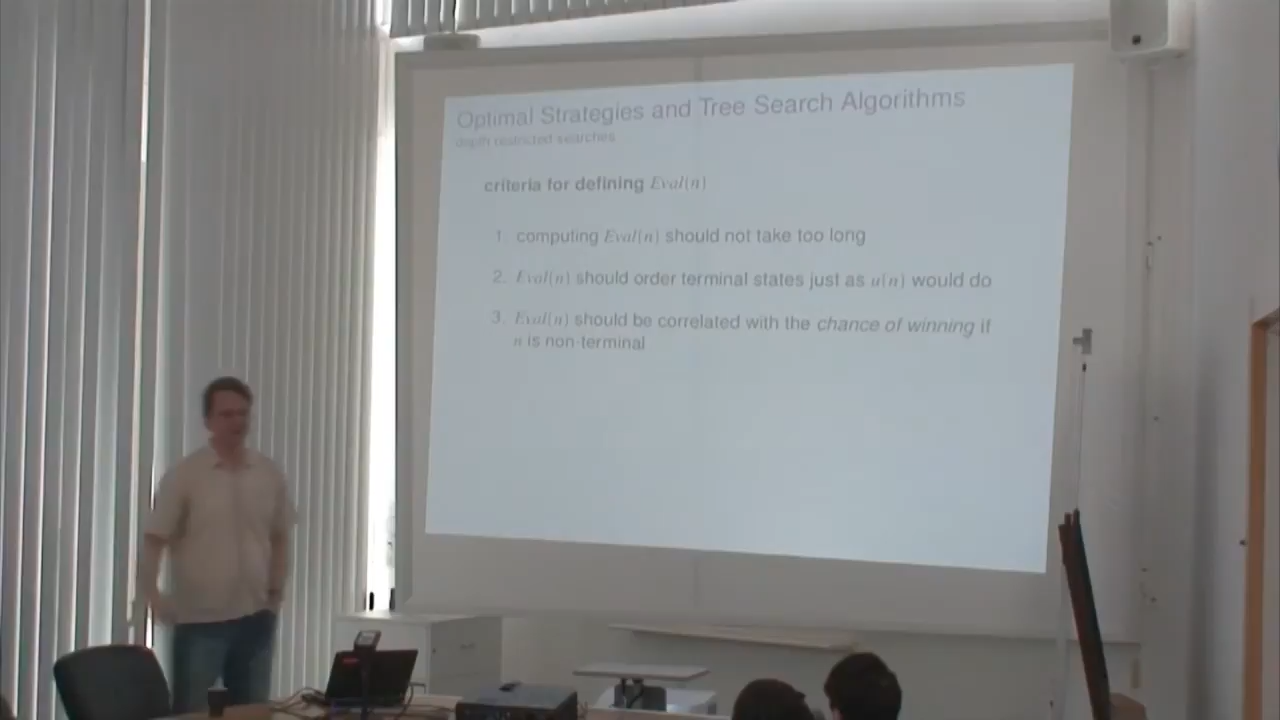 Optimal Strategies and Tree Search Algorithms
depth restricted searches
criteria for defining Eval(n)
1. computing Eval(n) should not take too long
2. Eval(n) should order terminal states just as u(n) would do
3. Eval(n) should be correlated with the chance of winning if
n is non-terminal